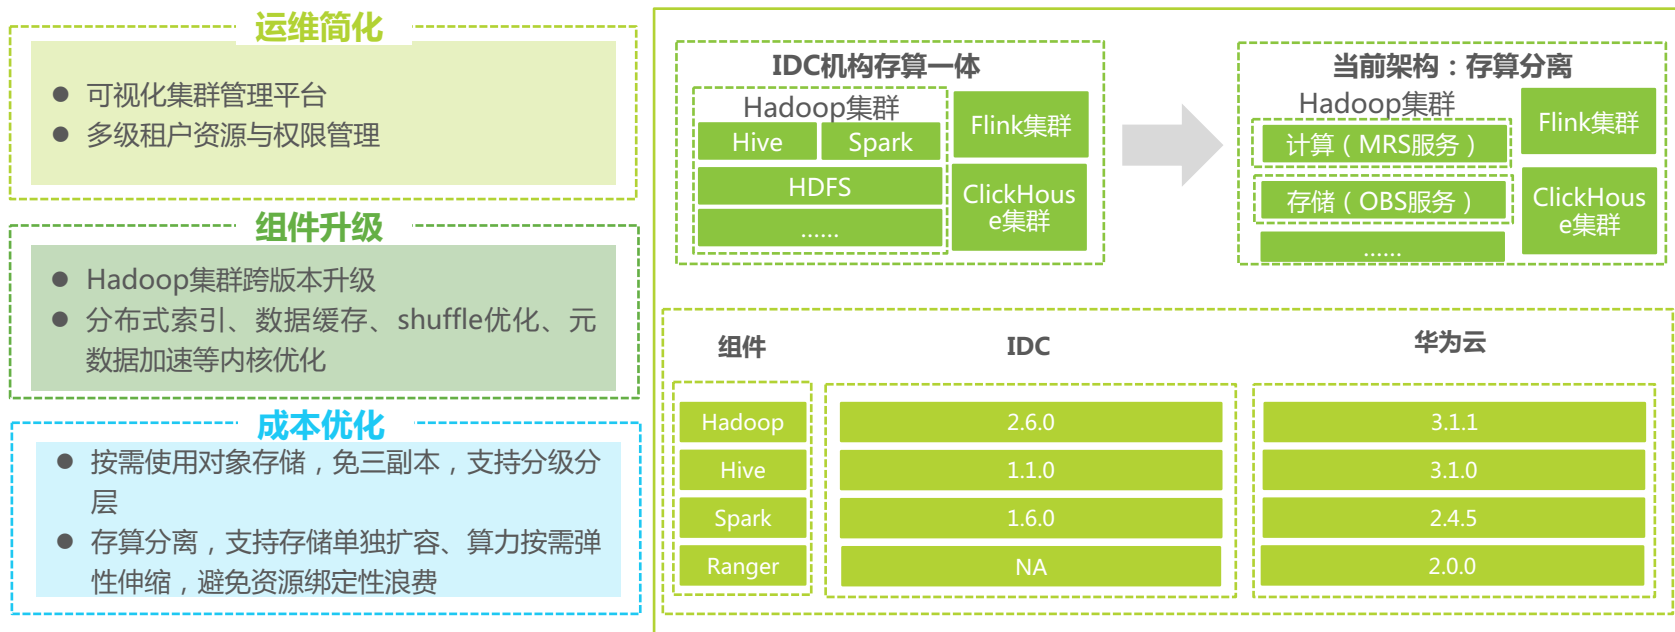 运维简化
● 可视化集群管理平台
● 多级租户资源与权限管理
组件升级
● Hadoop集群跨版本升级
● 分布式索引、数据缓存、shuffle优化、元
数据加速等内核优化
成本优化
● 按需使用对象存储，免三副本，支持分级分
层
● 存算分离，支持存储单独扩容、算力按需弹
性伸缩，避免资源绑定性浪费
IDC机构存算一体
Hadoop集群
Hive
Spark
HDFS
......
Flink集群
ClickHous
e集群
当前架构：存算分离
Hadoop集群
计算（MRS服务）
存储（OBS服务）
......
Flink集群
ClickHous
e集群
组件 IDC 华为云
Hadoop 2.6.0 3.1.1
Hive 1.1.0 3.1.0
Spark 1.6.0 2.4.5
Ranger NA 2.0.0